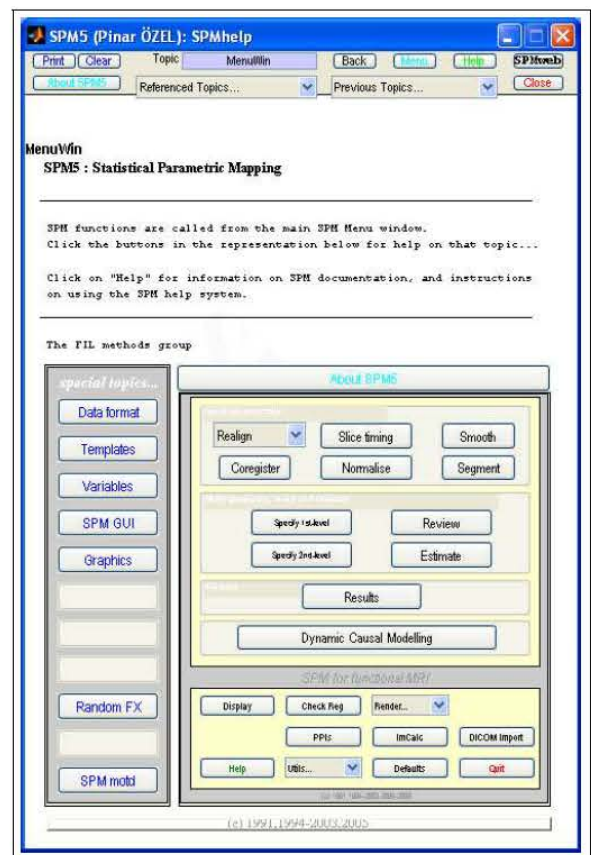 SPM5 (Pinar ÖZEL): SPMhelp
Print Clear Topic MenuWin Back Menu Help SPMweb
About SPM5 Referenced Topics... Previous Topics... Close
MenuWin
SPM5 : Statistical Parametric Mapping
SPM functions are called from the main SPM Menu window.
Click the buttons in the representation below for help on that topic...
Click on "Help" for information on SPM documentation, and instructions
on using the SPM help system.
The FIL methods group
special topics...
Data format
Templates
Variables
SPM GUI
Graphics
Random FX
SPM motd
About SPM5
Realign Slice timing Smooth
Coregister Normalise Segment
Specify 1st-level Review
Specify 2nd-level Estimate
Results
Dynamic Causal Modelling
SPM for functional MRI
Display Check Reg Render...
PPIs ImCalc DICOM Import
Help Utils... Defaults Quit
(c) 1991,1994-2003,2005